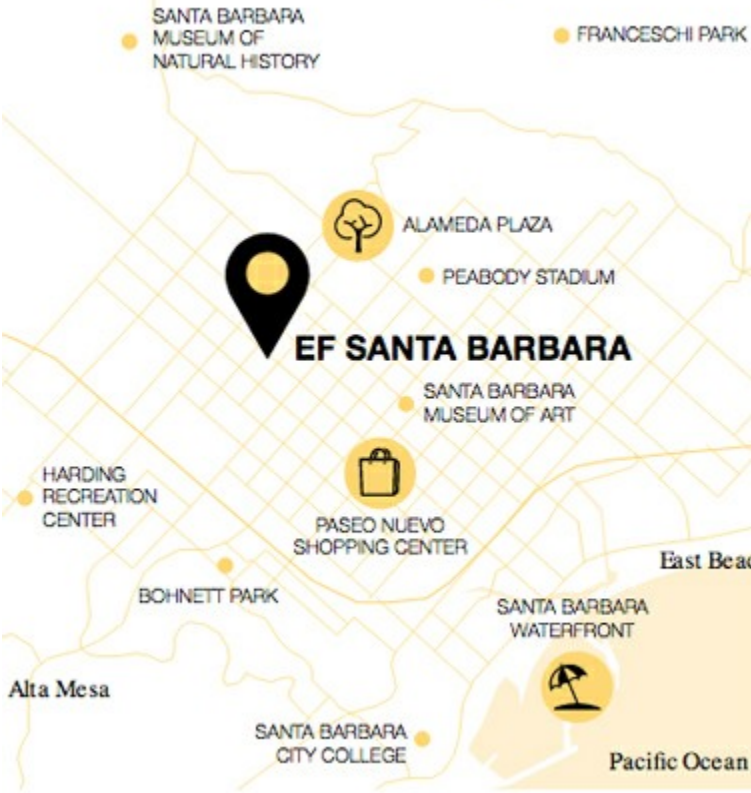 SANTA BARBARA
MUSEUM OF
NATURAL HISTORY
FRANCESCHI PARK
ALAMEDA PLAZA
PEABODY STADIUM
EF SANTA BARBARA
SANTA BARBARA
MUSEUM OF ART
HARDING
RECREATION
CENTER
PASEO NUEVO
SHOPPING CENTER
East Beac
BOHNETT PARK
SANTA BARBARA
WATERFRONT
Alta Mesa
SANTA BARBARA
CITY COLLEGE
Pacific Ocean